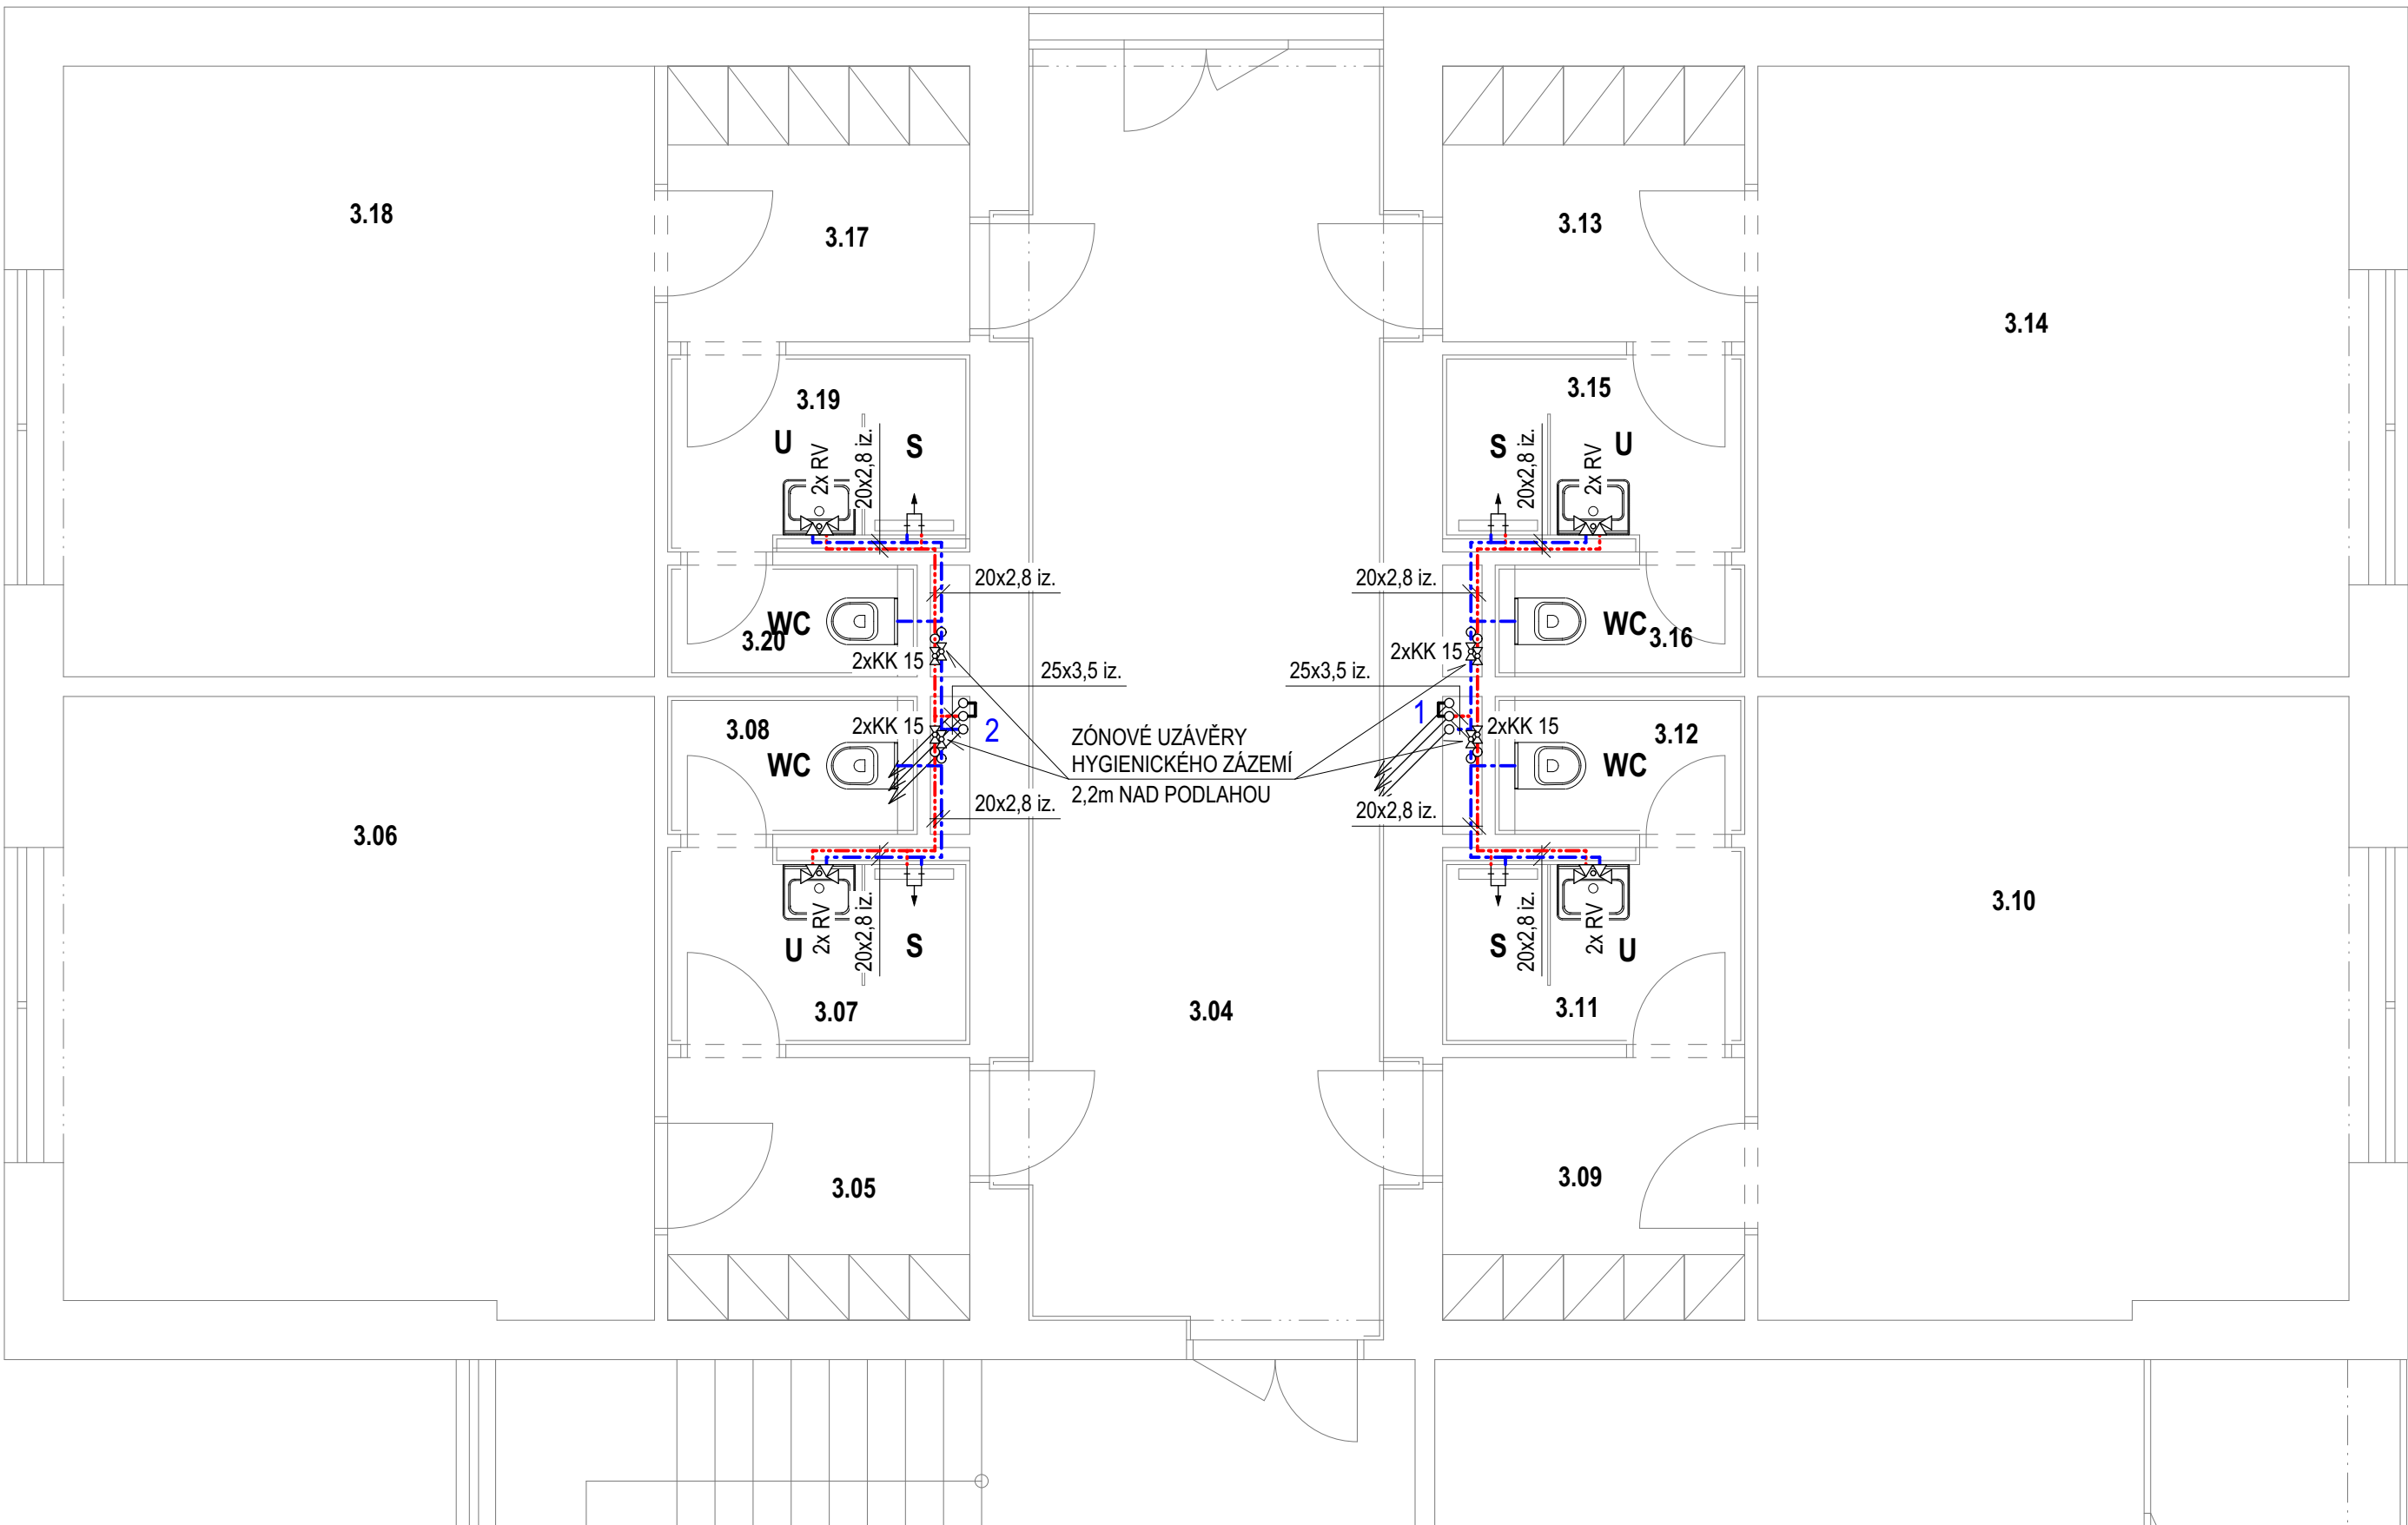 3.18
3.17
3.13
3.14
3.19
3.15
U
2x RV
20x2,8 iz.
S
S
20x2,8 iz.
2x RV
U
20x2,8 iz.
20x2,8 iz.
WC
3.20
WC
3.16
2xKK 15
2xKK 15
25x3,5 iz.
25x3,5 iz.
3.08
2xKK 15
2
1
2xKK 15
3.12
ZÓNOVÉ UZÁVĚRY
HYGIENICKÉHO ZÁZEMÍ
2,2m NAD PODLAHOU
WC
WC
20x2,8 iz.
20x2,8 iz.
3.06
3.10
U
2x RV
20x2,8 iz.
S
S
20x2,8 iz.
2x RV
U
3.07
3.04
3.11
3.05
3.09